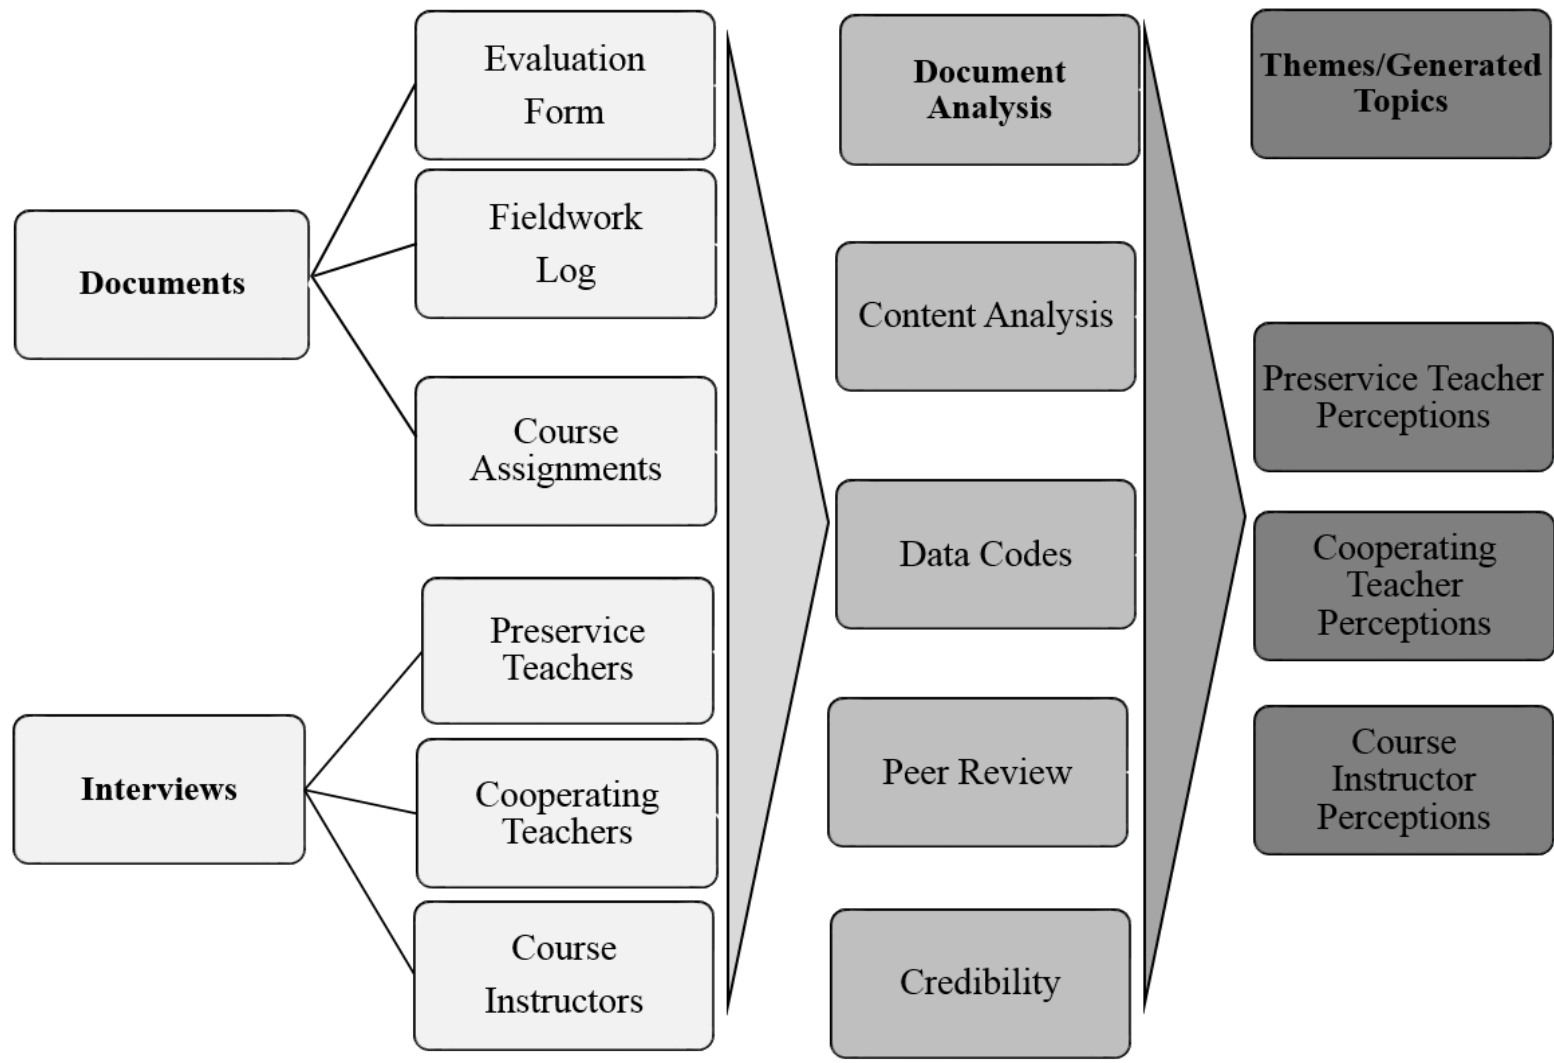 Documents
Evaluation
Form
Fieldwork
Log
Course
Assignments
Interviews
Preservice
Teachers
Cooperating
Teachers
Course
Instructors
Document
Analysis
Content Analysis
Data Codes
Peer Review
Credibility
Themes/Generated
Topics
Preservice Teacher
Perceptions
Cooperating
Teacher
Perceptions
Course
Instructor
Perceptions